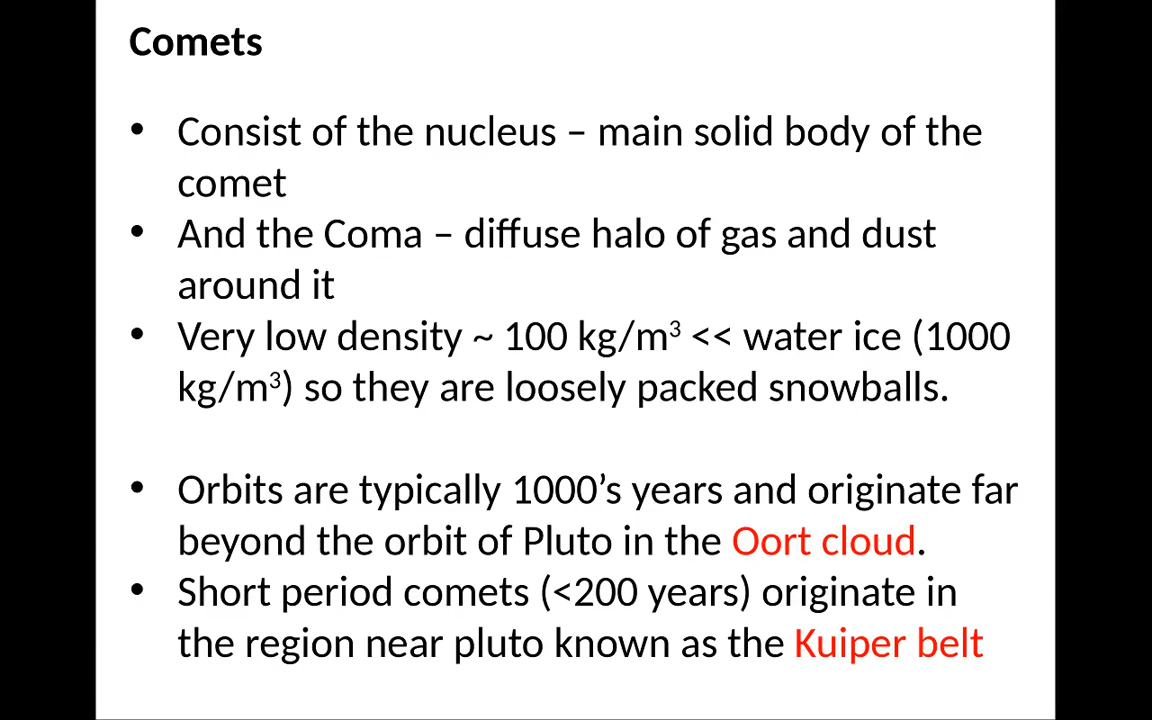 Comets
• Consist of the nucleus – main solid body of the
comet
• And the Coma – diffuse halo of gas and dust
around it
• Very low density ~ 100 kg/m³ << water ice (1000
kg/m³) so they are loosely packed snowballs.
• Orbits are typically 1000’s years and originate far
beyond the orbit of Pluto in the Oort cloud.
• Short period comets (<200 years) originate in
the region near pluto known as the Kuiper belt